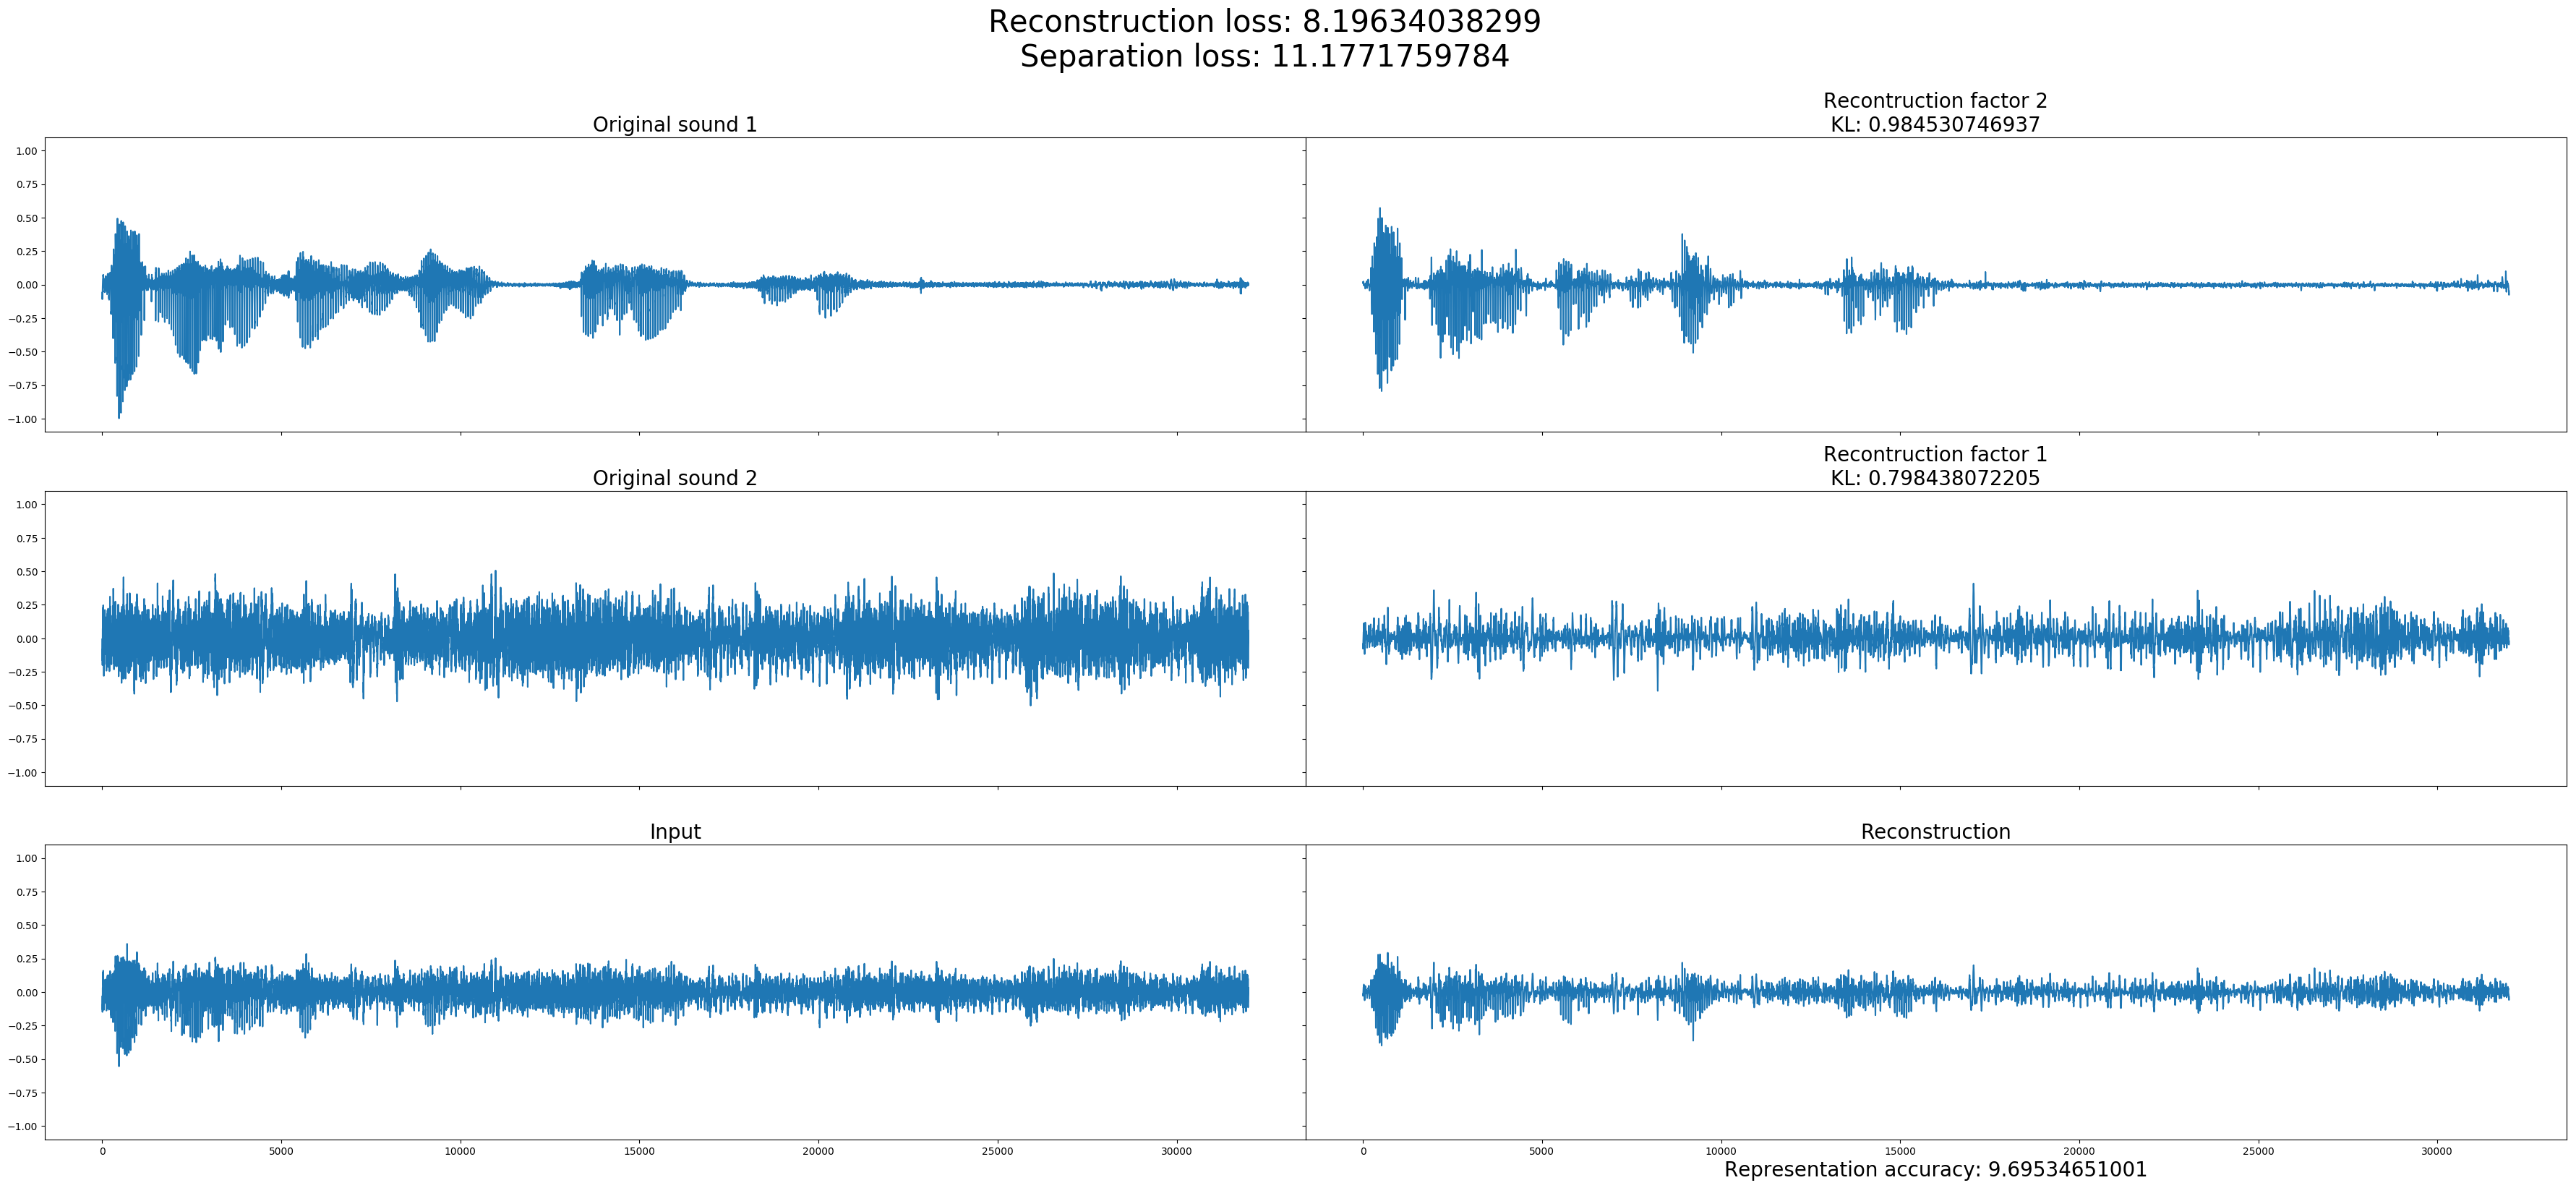 Reconstruction loss: 8.19634038299
Separation loss: 11.1771759784
Original sound 1
Recontruction factor 2
KL: 0.984530746937
1.00
0.75
0.50
0.25
0.00
−0.25
−0.50
−0.75
−1.00
Original sound 2
Recontruction factor 1
KL: 0.798438072205
1.00
0.75
0.50
0.25
0.00
−0.25
−0.50
−0.75
−1.00
Input
Reconstruction
1.00
0.75
0.50
0.25
0.00
−0.25
−0.50
−0.75
−1.00
0 5000 10000 15000 20000 25000 30000
0 5000 10000 15000 20000 25000 30000
Representation accuracy: 9.69534651001